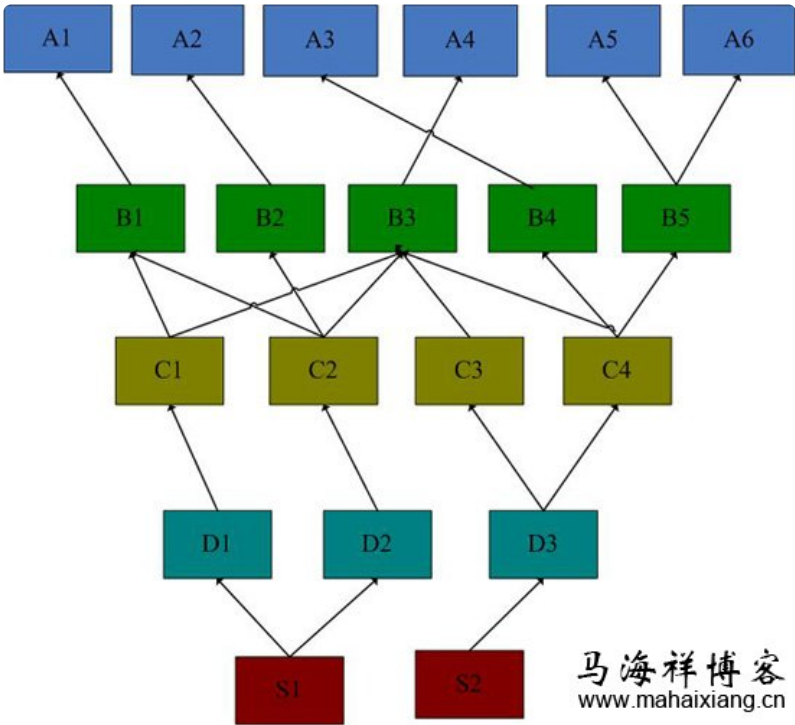 A1 A2 A3 A4 A5 A6
B1 B2 B3 B4 B5
C1 C2 C3 C4
D1 D2 D3
S1 S2
马海祥博客
www.mahaixiang.cn